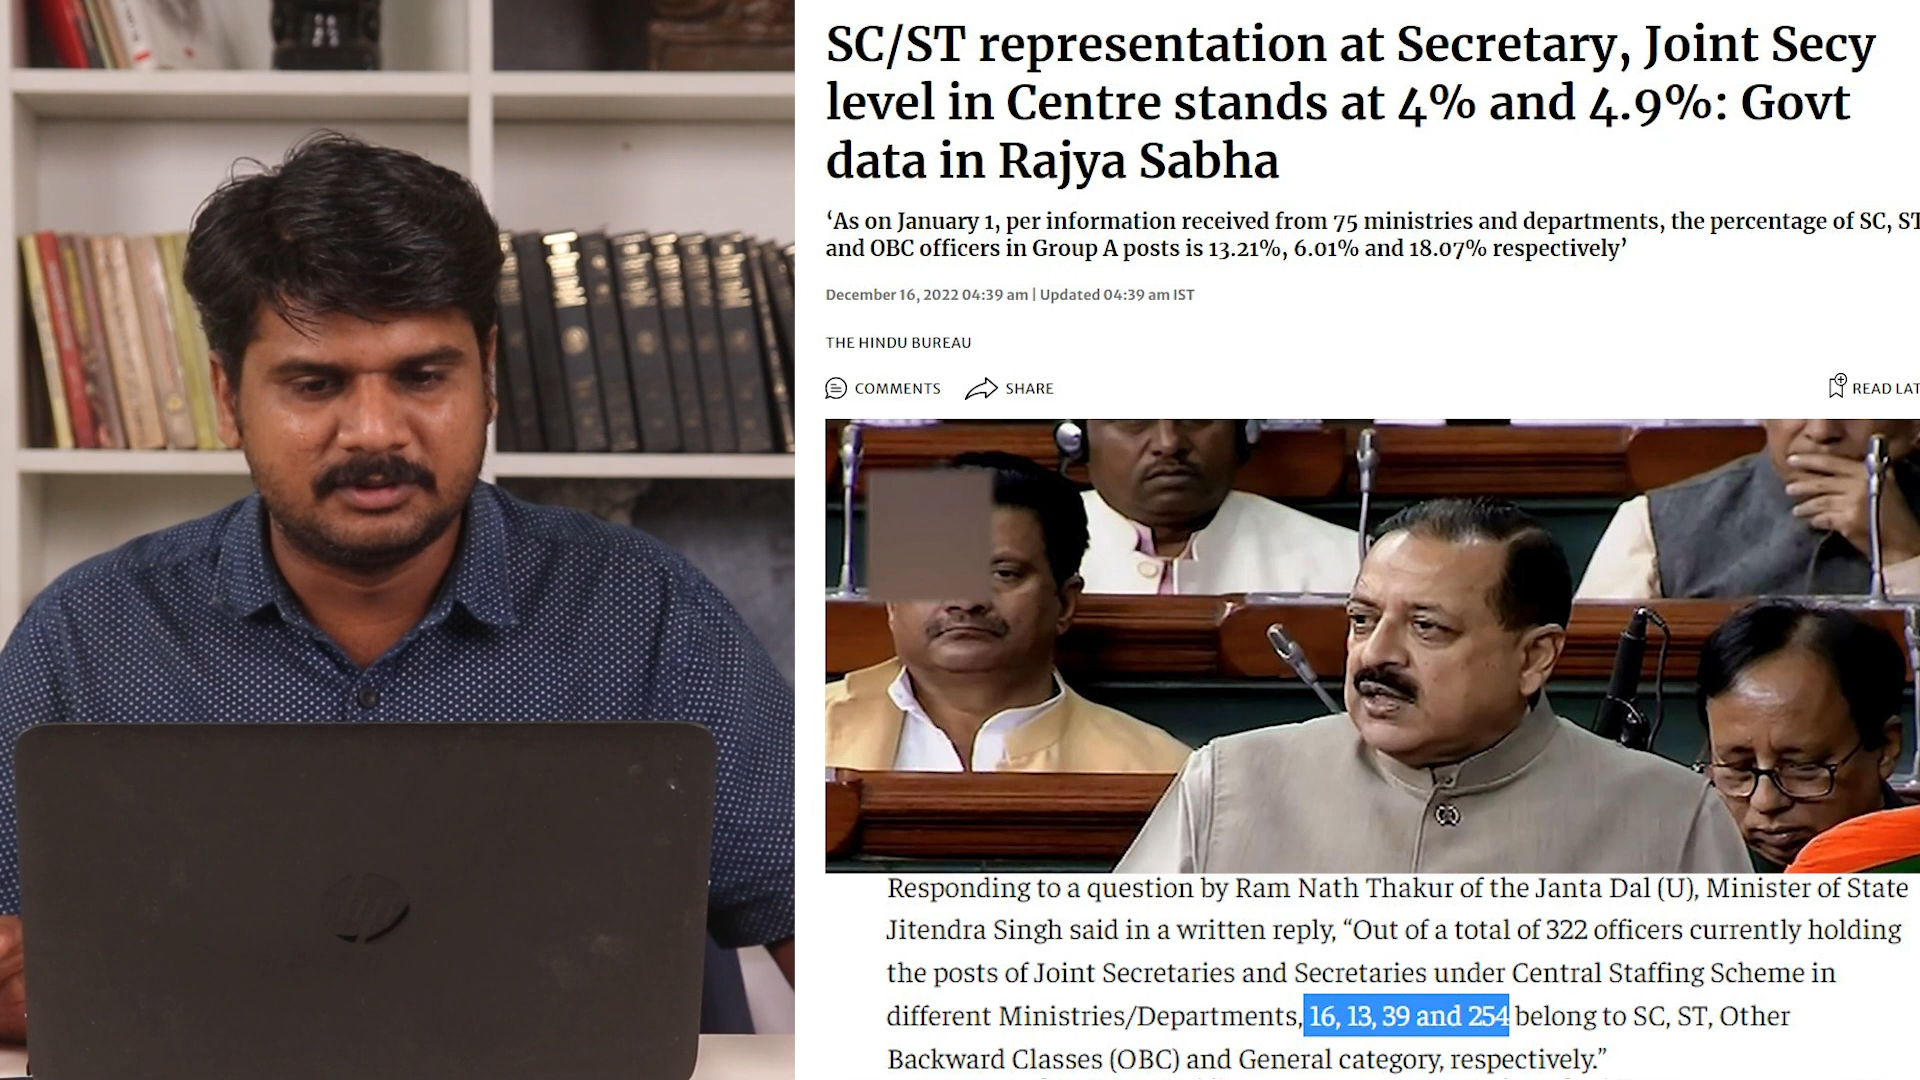 SC/ST representation at Secretary, Joint Secy
level in Centre stands at 4% and 4.9%: Govt
data in Rajya Sabha
‘As on January 1, per information received from 75 ministries and departments, the percentage of SC, ST
and OBC officers in Group A posts is 13.21%, 6.01% and 18.07% respectively’
December 16, 2022 04:39 am | Updated 04:39 am IST
THE HINDU BUREAU
COMMENTS SHARE READ LAT
Responding to a question by Ram Nath Thakur of the Janta Dal (U), Minister of State
Jitendra Singh said in a written reply, “Out of a total of 322 officers currently holding
the posts of Joint Secretaries and Secretaries under Central Staffing Scheme in
different Ministries/Departments, 16, 13, 39 and 254 belong to SC, ST, Other
Backward Classes (OBC) and General category, respectively.”
hp